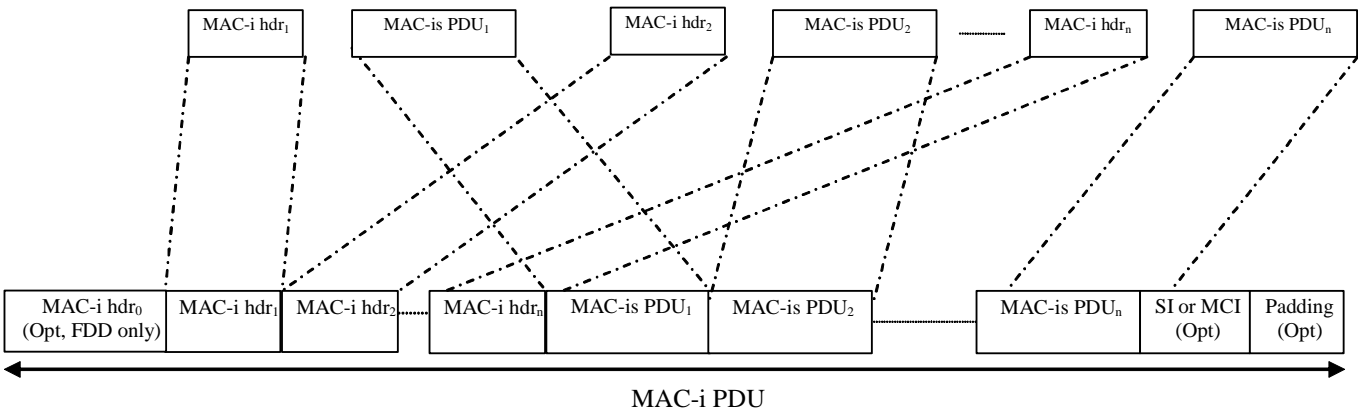 MAC-i hdr₁ MAC-is PDU₁ MAC-i hdr₂ MAC-is PDU₂ MAC-i hdrₙ MAC-is PDUₙ
MAC-i hdr₀ (Opt, FDD only)
MAC-i hdr₁
MAC-i hdr₂
MAC-i hdrₙ
MAC-is PDU₁
MAC-is PDU₂
MAC-is PDUₙ
SI or MCI (Opt)
Padding (Opt)
MAC-i PDU